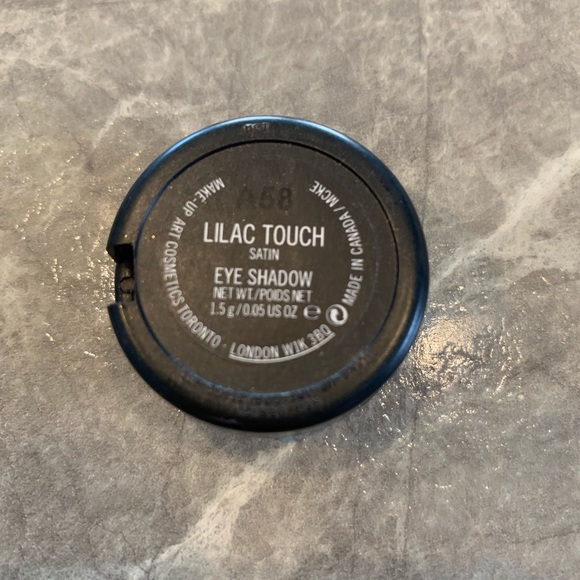 A58
LILAC TOUCH
SATIN
EYE SHADOW
NET WT./POIDS NET
1.5 g/0.05 US OZ e
MAKE-UP ART COSMETICS TORONTO · LONDON W1K 3BQ
MADE IN CANADA / MCKE